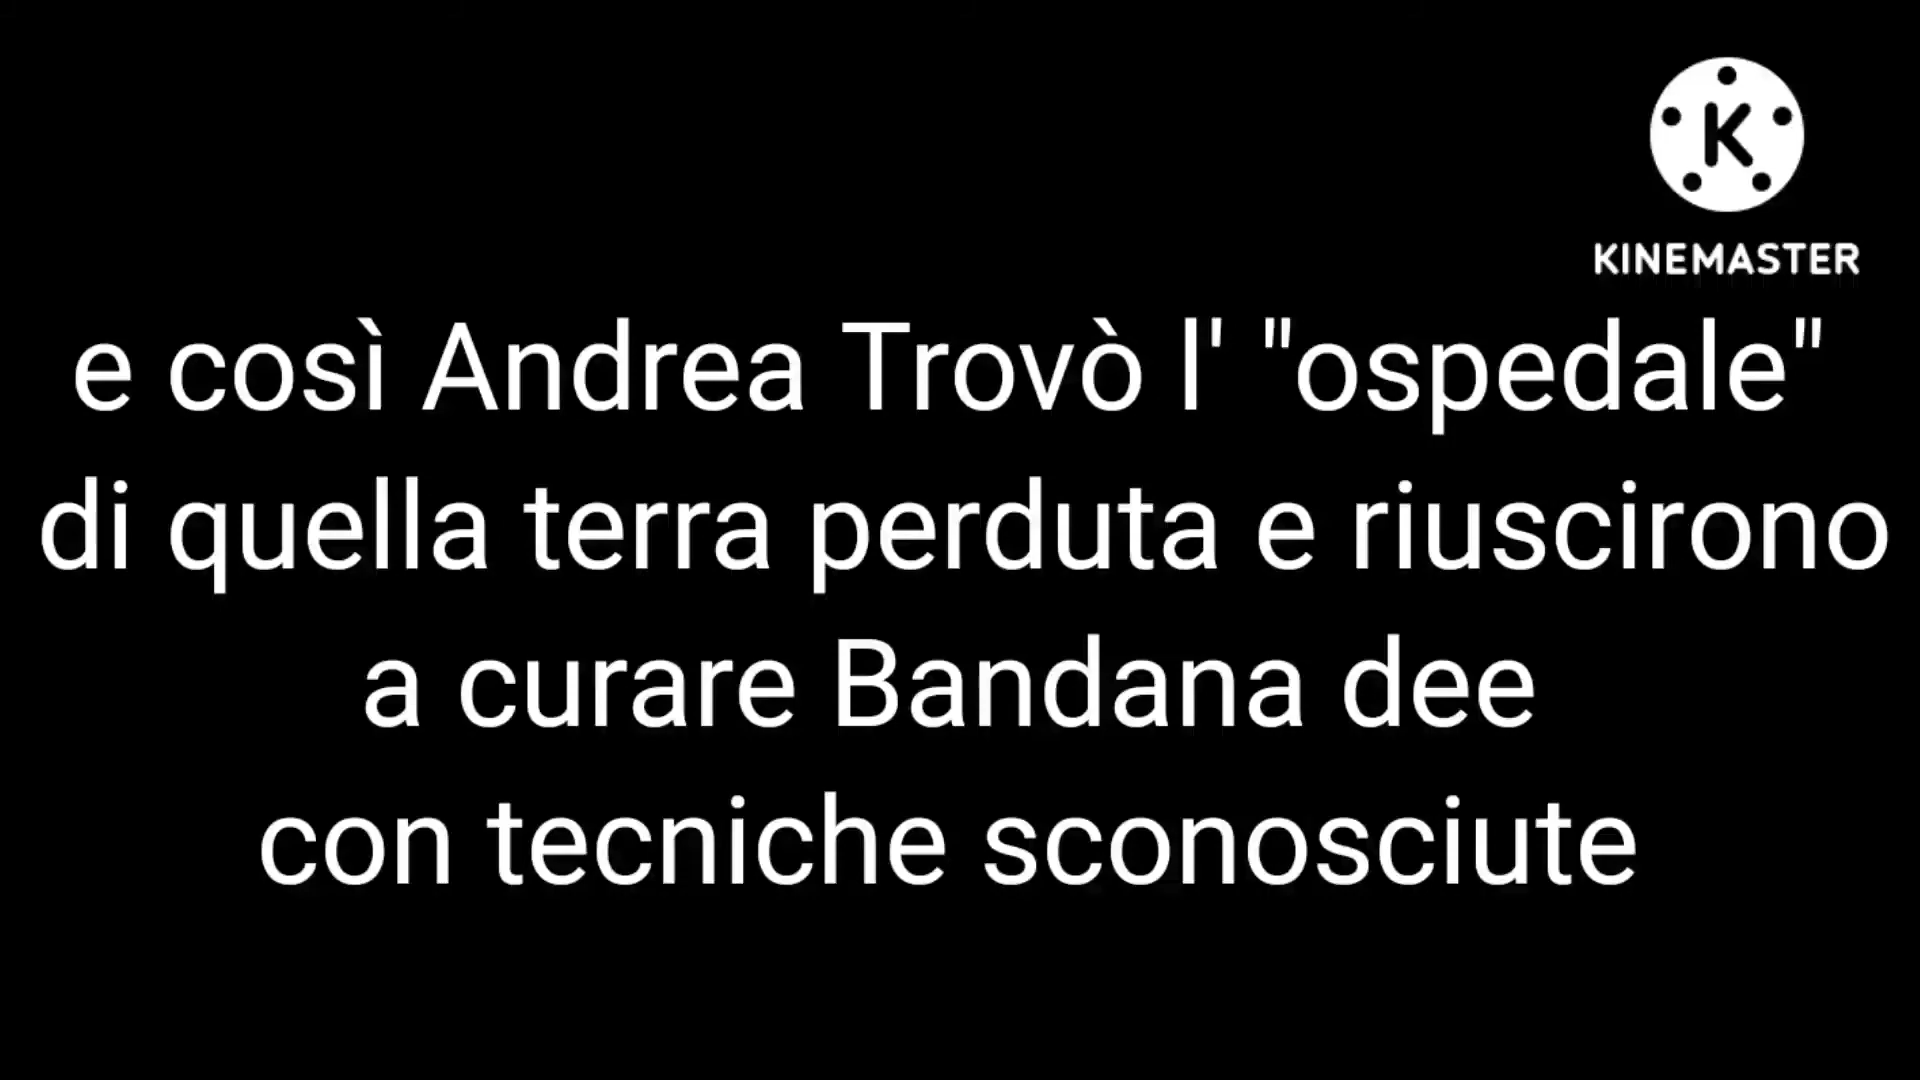 K
KINEMASTER
e così Andrea Trovò l' "ospedale"
di quella terra perduta e riuscirono
a curare Bandana dee
con tecniche sconosciute